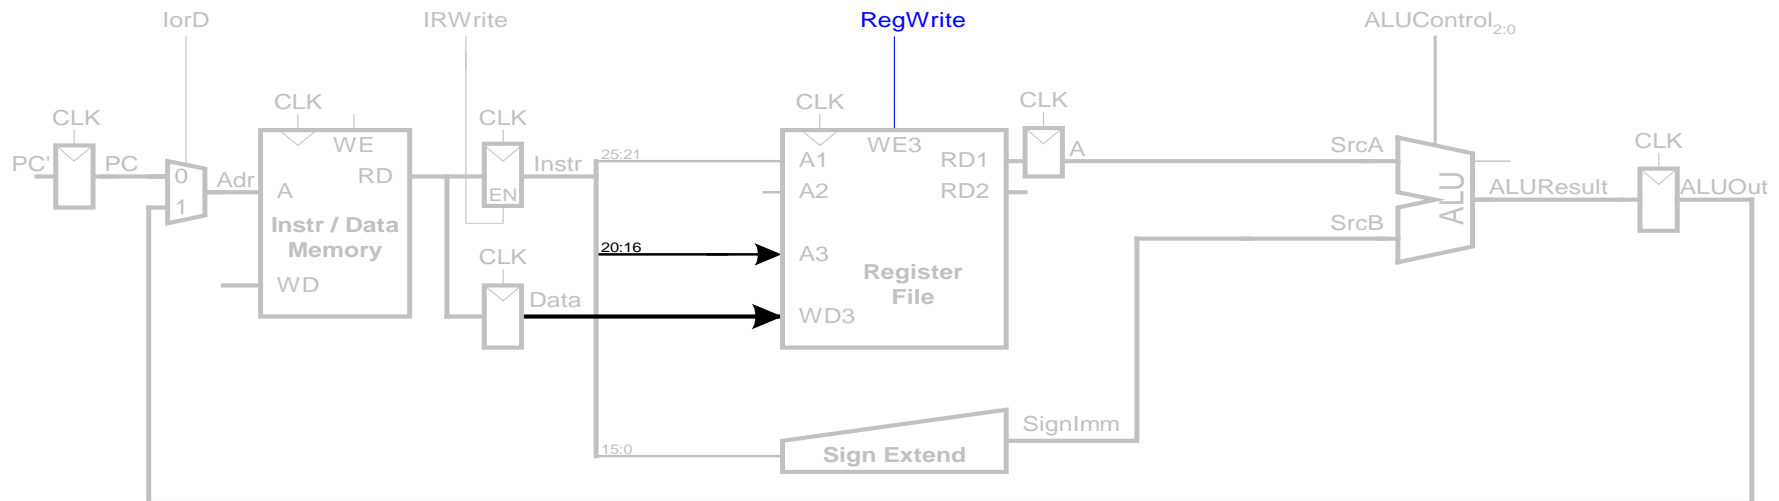 IorD
IRWrite
RegWrite
ALUControl2:0
CLK
CLK
CLK
CLK
CLK
CLK
PC'
PC
0
1
Adr
WE
A
RD
Instr / Data
Memory
WD
EN
Instr
25:21
A1
WE3
RD1
A2
RD2
20:16
A3
Register
File
WD3
A
SrcA
SrcB
ALU
ALUResult
ALUOut
CLK
Data
SignImm
15:0
Sign Extend